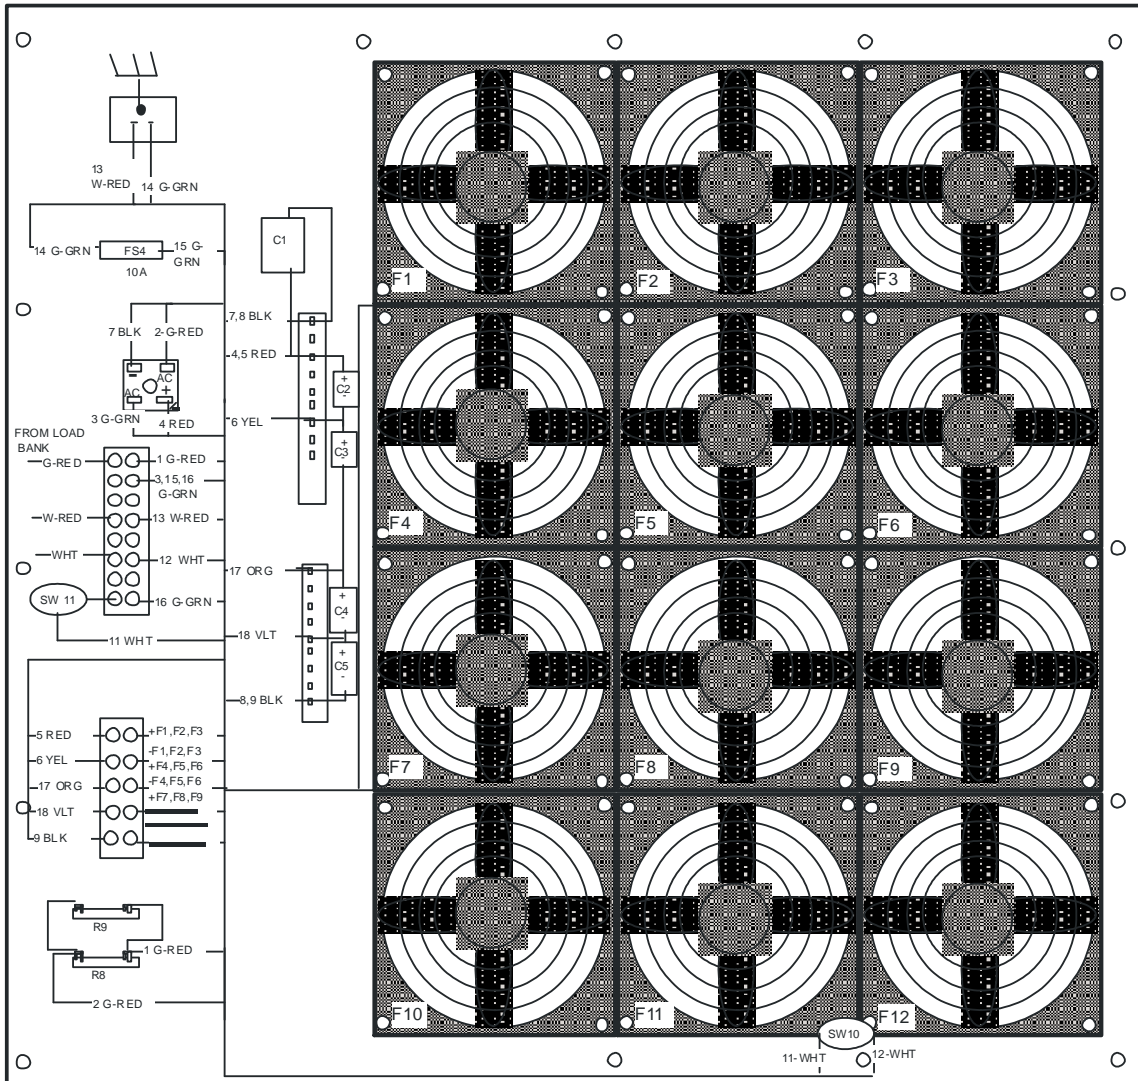 13
W-RED
14 G-GRN
14 G-GRN
FS4
15 G-
GRN
10A
C1
7 BLK
2-G-RED
7,8 BLK
4,5 RED
AC
AC
+
-
3 G-GRN
4 RED
6 YEL
+
C2
-
+
C3
-
FROM LOAD
BANK
G-RED
1 G-RED
3,15,16
G-GRN
W-RED
13 W-RED
WHT
12 WHT
SW 11
16 G-GRN
11 WHT
17 ORG
18 VLT
8,9 BLK
+
C4
-
+
C5
-
5 RED
+F1,F2,F3
6 YEL
-F1,F2,F3
+F4,F5,F6
17 ORG
-F4,F5,F6
+F7,F8,F9
18 VLT
9 BLK
R9
1 G-RED
R8
2 G-RED
F1
F2
F3
F4
F5
F6
F7
F8
F9
F10
F11
F12
SW10
11-WHT
12-WHT